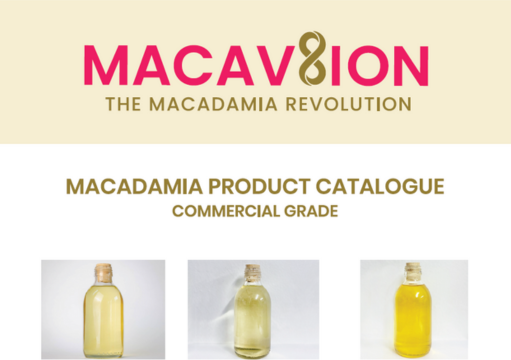 MACAV8ION
THE MACADAMIA REVOLUTION
MACADAMIA PRODUCT CATALOGUE
COMMERCIAL GRADE